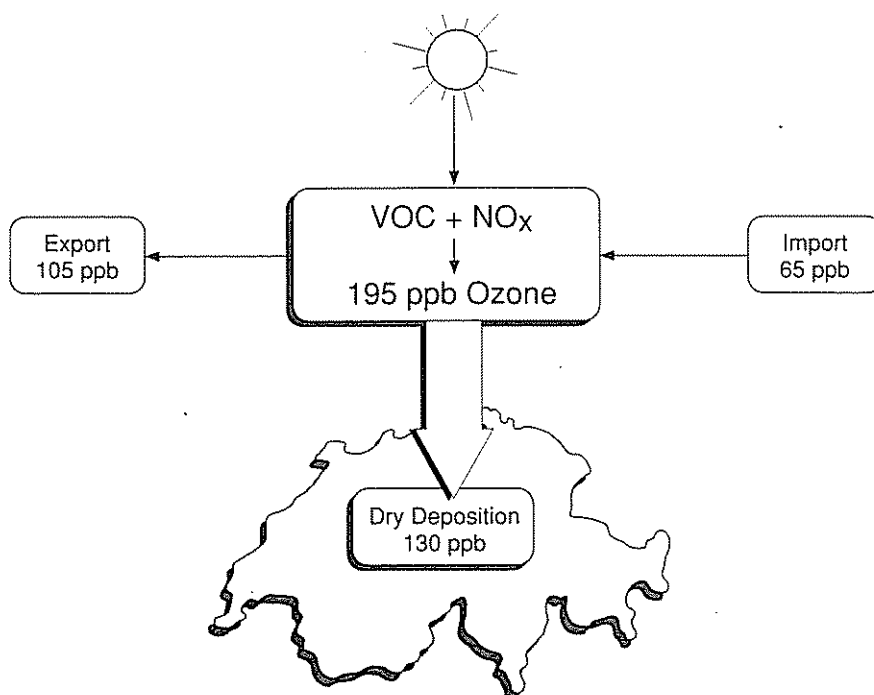 VOC + NOx
195 ppb Ozone
Export
105 ppb
Import
65 ppb
Dry Deposition
130 ppb